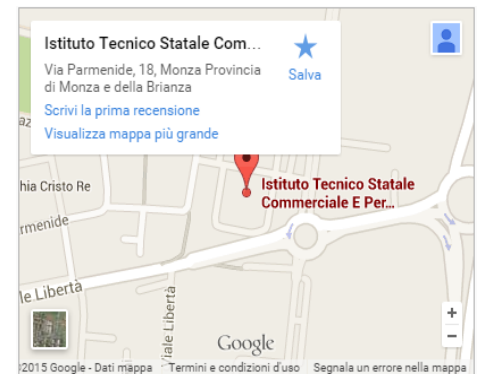 Istituto Tecnico Statale Com...
Via Parmenide, 18, Monza Provincia
di Monza e della Brianza
Salva
Scrivi la prima recensione
Visualizza mappa più grande
az
Istituto Tecnico Statale
Commerciale E Per...
hia Cristo Re
rmenide
le Libertà
Viale Libertà
+
−
Google
2015 Google - Dati mappa Termini e condizioni d'uso Segnala un errore nella mappa